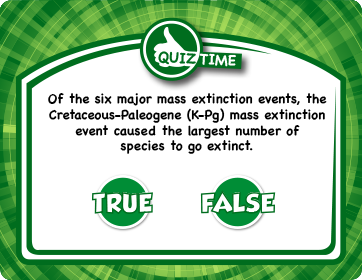 QUIZ TIME
Of the six major mass extinction events, the
Cretaceous-Paleogene (K-Pg) mass extinction
event caused the largest number of
species to go extinct.
TRUE FALSE